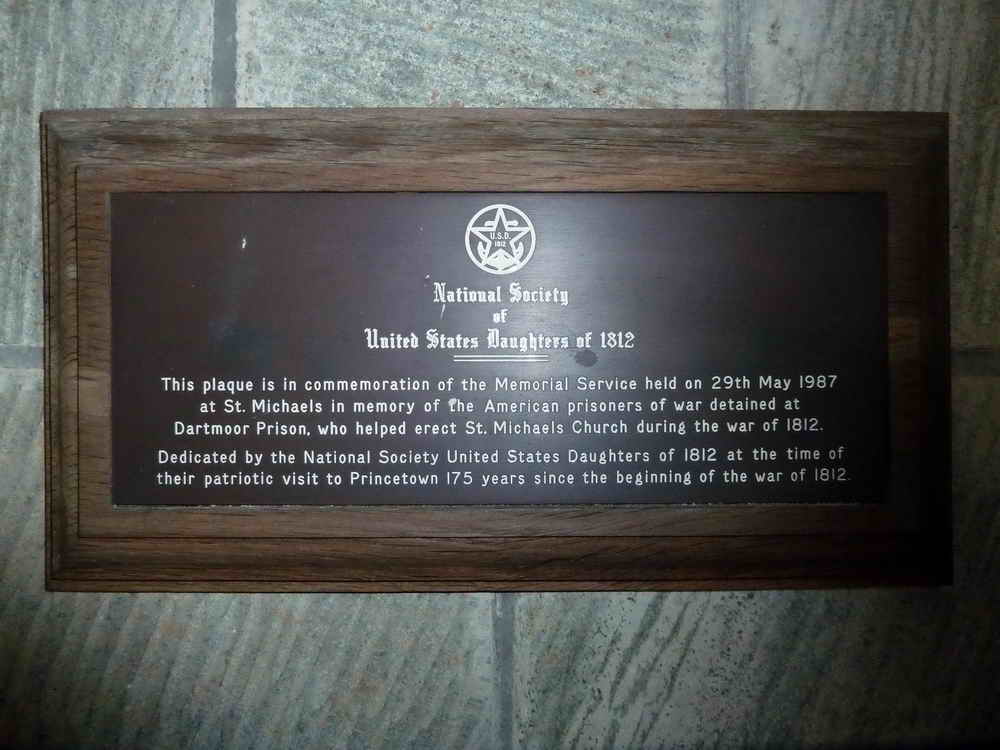 U.S.D.
1812
National Society
of
United States Daughters of 1812
This plaque is in commemoration of the Memorial Service held on 29th May 1987
at St. Michaels in memory of the American prisoners of war detained at
Dartmoor Prison, who helped erect St. Michaels Church during the war of 1812.
Dedicated by the National Society United States Daughters of 1812 at the time of
their patriotic visit to Princetown 175 years since the beginning of the war of 1812.